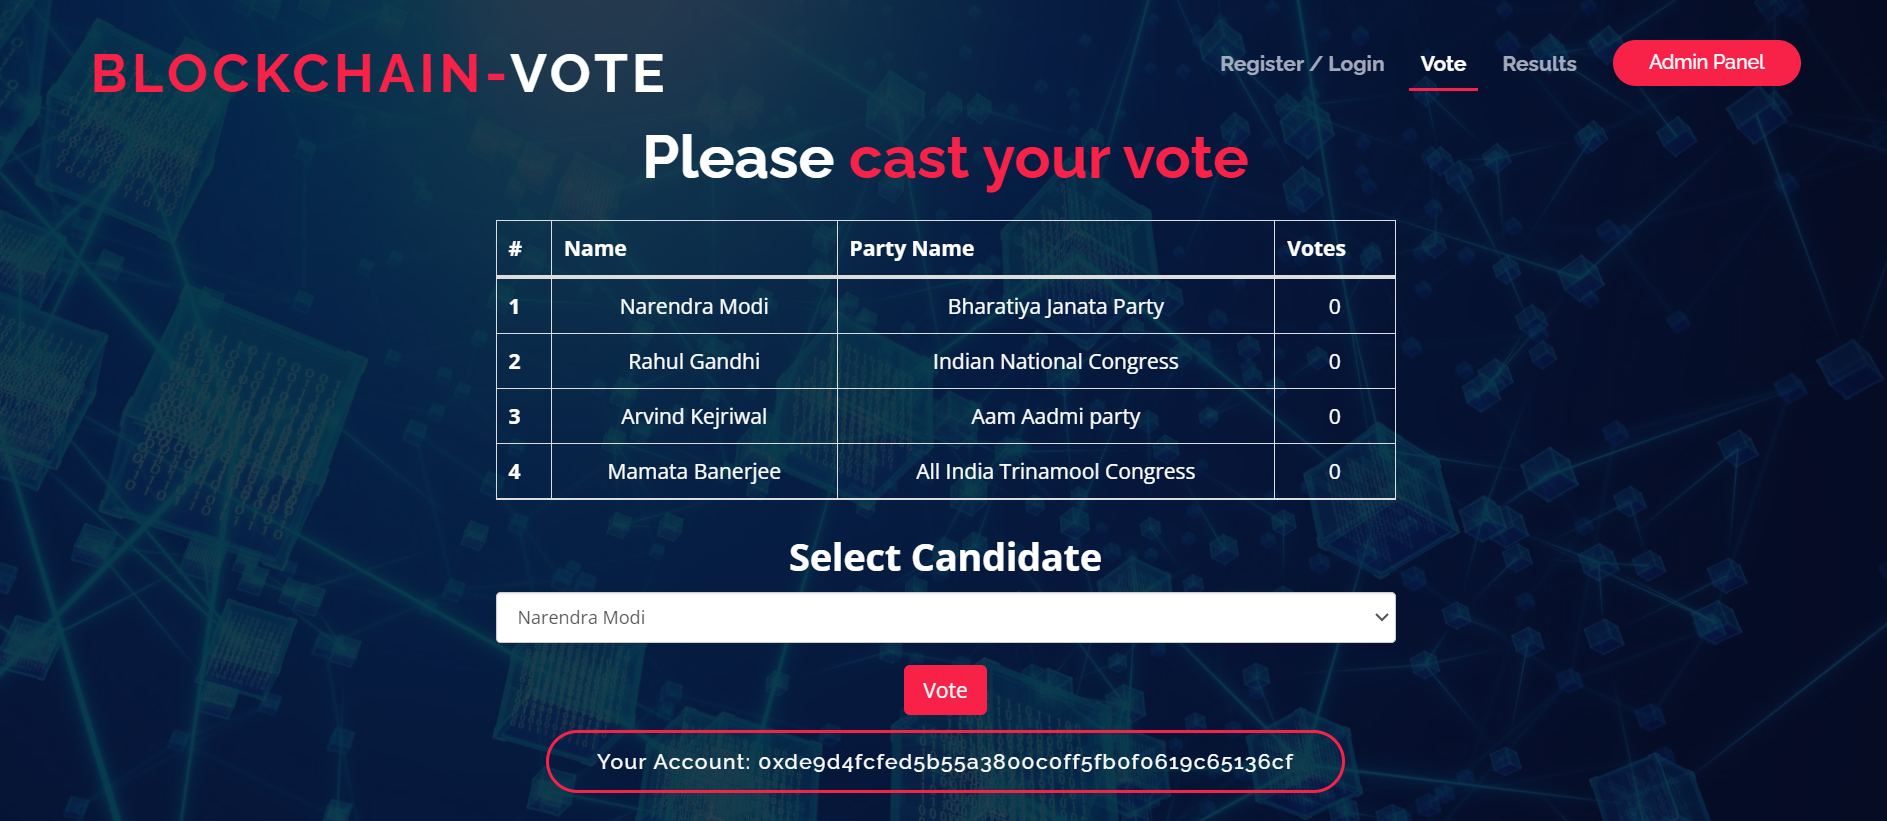 BLOCKCHAIN-VOTE
Register / Login Vote Results Admin Panel
Please cast your vote
# Name Party Name Votes
1 Narendra Modi Bharatiya Janata Party 0
2 Rahul Gandhi Indian National Congress 0
3 Arvind Kejriwal Aam Aadmi party 0
4 Mamata Banerjee All India Trinamool Congress 0
Select Candidate
Narendra Modi
Vote
Your Account: 0xde9d4fcfed5b55a3800c0ff5fb0f0619c65136cf